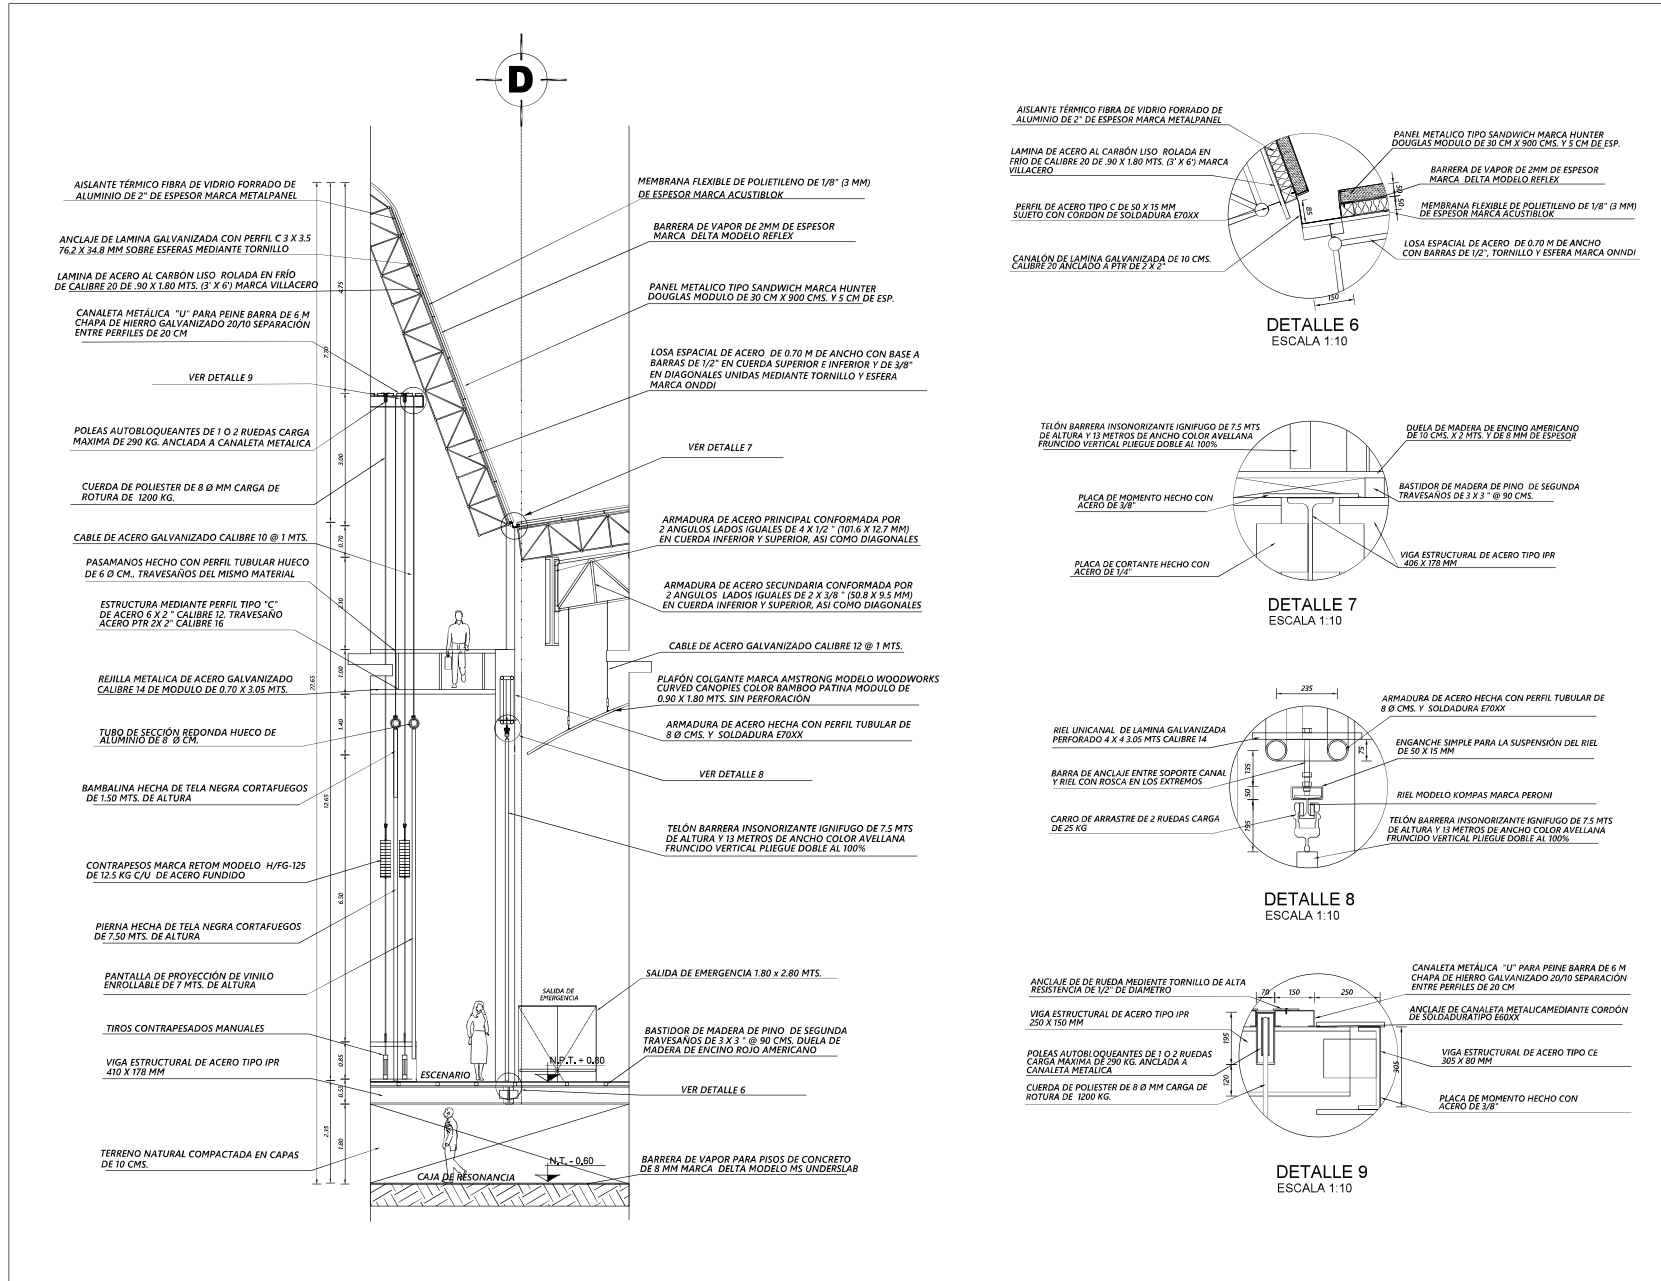 D
AISLANTE TÉRMICO FIBRA DE VIDRIO FORRADO DE
ALUMINIO DE 2" DE ESPESOR MARCA METALPANEL
ANCLAJE DE LAMINA GALVANIZADA CON PERFIL C 3 X 3.5
76.2 X 34.8 MM SOBRE ESFERAS MEDIANTE TORNILLO
LAMINA DE ACERO AL CARBÓN LISO ROLADA EN FRÍO
DE CALIBRE 20 DE .90 X 1.80 MTS. (3' X 6') MARCA VILLACERO
CANALETA METÁLICA "U" PARA PEINE BARRA DE 6 M
CHAPA DE HIERRO GALVANIZADO 20/10 SEPARACIÓN
ENTRE PERFILES DE 20 CM
VER DETALLE 9
POLEAS AUTOBLOQUEANTES DE 1 O 2 RUEDAS CARGA
MAXIMA DE 290 KG. ANCLADA A CANALETA METALICA
CUERDA DE POLIESTER DE 8 Ø MM CARGA DE
ROTURA DE 1200 KG.
CABLE DE ACERO GALVANIZADO CALIBRE 10 @ 1 MTS.
PASAMANOS HECHO CON PERFIL TUBULAR HUECO
DE 6 Ø CM., TRAVESAÑOS DEL MISMO MATERIAL
ESTRUCTURA MEDIANTE PERFIL TIPO "C"
DE ACERO 6 X 2 " CALIBRE 12, TRAVESAÑO
ACERO PTR 2X 2" CALIBRE 16
REJILLA METALICA DE ACERO GALVANIZADO
CALIBRE 14 DE MODULO DE 0.70 X 3.05 MTS.
TUBO DE SECCIÓN REDONDA HUECO DE
ALUMINIO DE 8 Ø CM.
BAMBALINA HECHA DE TELA NEGRA CORTAFUEGOS
DE 1.50 MTS. DE ALTURA
CONTRAPESOS MARCA RETOM MODELO H/FG-125
DE 12.5 KG C/U DE ACERO FUNDIDO
PIERNA HECHA DE TELA NEGRA CORTAFUEGOS
DE 7.50 MTS. DE ALTURA
PANTALLA DE PROYECCIÓN DE VINILO
ENROLLABLE DE 7 MTS. DE ALTURA
TIROS CONTRAPESADOS MANUALES
VIGA ESTRUCTURAL DE ACERO TIPO IPR
410 X 178 MM
TERRENO NATURAL COMPACTADA EN CAPAS
DE 10 CMS.
4.75
7.30
3.00
0.70
2.30
1.00
22.65
1.40
12.65
6.50
0.85
0.55
2.35
1.80
SALIDA DE
EMERGENCIA
N.P.T. + 0.80
ESCENARIO
N.T. - 0.60
CAJA DE RESONANCIA
MEMBRANA FLEXIBLE DE POLIETILENO DE 1/8" (3 MM)
DE ESPESOR MARCA ACUSTIBLOK
BARRERA DE VAPOR DE 2MM DE ESPESOR
MARCA DELTA MODELO REFLEX
PANEL METALICO TIPO SANDWICH MARCA HUNTER
DOUGLAS MODULO DE 30 CM X 900 CMS. Y 5 CM DE ESP.
LOSA ESPACIAL DE ACERO DE 0.70 M DE ANCHO CON BASE A
BARRAS DE 1/2" EN CUERDA SUPERIOR E INFERIOR Y DE 3/8"
EN DIAGONALES UNIDAS MEDIANTE TORNILLO Y ESFERA
MARCA ONDDI
VER DETALLE 7
ARMADURA DE ACERO PRINCIPAL CONFORMADA POR
2 ANGULOS LADOS IGUALES DE 4 X 1/2 " (101.6 X 12.7 MM)
EN CUERDA INFERIOR Y SUPERIOR, ASI COMO DIAGONALES
ARMADURA DE ACERO SECUNDARIA CONFORMADA POR
2 ANGULOS LADOS IGUALES DE 2 X 3/8 " (50.8 X 9.5 MM)
EN CUERDA INFERIOR Y SUPERIOR, ASI COMO DIAGONALES
CABLE DE ACERO GALVANIZADO CALIBRE 12 @ 1 MTS.
PLAFÓN COLGANTE MARCA AMSTRONG MODELO WOODWORKS
CURVED CANOPIES COLOR BAMBOO PATINA MODULO DE
0.90 X 1.80 MTS. SIN PERFORACIÓN
ARMADURA DE ACERO HECHA CON PERFIL TUBULAR DE
8 Ø CMS. Y SOLDADURA E70XX
VER DETALLE 8
TELÓN BARRERA INSONORIZANTE IGNIFUGO DE 7.5 MTS
DE ALTURA Y 13 METROS DE ANCHO COLOR AVELLANA
FRUNCIDO VERTICAL PLIEGUE DOBLE AL 100%
SALIDA DE EMERGENCIA 1.80 x 2.80 MTS.
BASTIDOR DE MADERA DE PINO DE SEGUNDA
TRAVESAÑOS DE 3 X 3 " @ 90 CMS. DUELA DE
MADERA DE ENCINO ROJO AMERICANO
VER DETALLE 6
BARRERA DE VAPOR PARA PISOS DE CONCRETO
DE 8 MM MARCA DELTA MODELO MS UNDERSLAB
AISLANTE TÉRMICO FIBRA DE VIDRIO FORRADO DE
ALUMINIO DE 2" DE ESPESOR MARCA METALPANEL
LAMINA DE ACERO AL CARBÓN LISO ROLADA EN
FRÍO DE CALIBRE 20 DE .90 X 1.80 MTS. (3' X 6') MARCA
VILLACERO
PERFIL DE ACERO TIPO C DE 50 X 15 MM
SUJETO CON CORDON DE SOLDADURA E70XX
CANALÓN DE LAMINA GALVANIZADA DE 10 CMS.
CALIBRE 20 ANCLADO A PTR DE 2 X 2"
PANEL METALICO TIPO SANDWICH MARCA HUNTER
DOUGLAS MODULO DE 30 CM X 900 CMS. Y 5 CM DE ESP.
BARRERA DE VAPOR DE 2MM DE ESPESOR
MARCA DELTA MODELO REFLEX
MEMBRANA FLEXIBLE DE POLIETILENO DE 1/8" (3 MM)
DE ESPESOR MARCA ACUSTIBLOK
LOSA ESPACIAL DE ACERO DE 0.70 M DE ANCHO
CON BARRAS DE 1/2", TORNILLO Y ESFERA MARCA ONNDI
85
50
50
150
DETALLE 6
ESCALA 1:10
TELÓN BARRERA INSONORIZANTE IGNIFUGO DE 7.5 MTS
DE ALTURA Y 13 METROS DE ANCHO COLOR AVELLANA
FRUNCIDO VERTICAL PLIEGUE DOBLE AL 100%
PLACA DE MOMENTO HECHO CON
ACERO DE 3/8"
PLACA DE CORTANTE HECHO CON
ACERO DE 1/4"
DUELA DE MADERA DE ENCINO AMERICANO
DE 10 CMS. X 2 MTS. Y DE 8 MM DE ESPESOR
BASTIDOR DE MADERA DE PINO DE SEGUNDA
TRAVESAÑOS DE 3 X 3 " @ 90 CMS.
VIGA ESTRUCTURAL DE ACERO TIPO IPR
406 X 178 MM
DETALLE 7
ESCALA 1:10
235
RIEL UNICANAL DE LAMINA GALVANIZADA
PERFORADO 4 X 4 3.05 MTS CALIBRE 14
BARRA DE ANCLAJE ENTRE SOPORTE CANAL
Y RIEL CON ROSCA EN LOS EXTREMOS
CARRO DE ARRASTRE DE 2 RUEDAS CARGA
DE 25 KG
75
135
50
195
ARMADURA DE ACERO HECHA CON PERFIL TUBULAR DE
8 Ø CMS. Y SOLDADURA E70XX
ENGANCHE SIMPLE PARA LA SUSPENSIÓN DEL RIEL
DE 50 X 15 MM
RIEL MODELO KOMPAS MARCA PERONI
TELÓN BARRERA INSONORIZANTE IGNIFUGO DE 7.5 MTS
DE ALTURA Y 13 METROS DE ANCHO COLOR AVELLANA
FRUNCIDO VERTICAL PLIEGUE DOBLE AL 100%
DETALLE 8
ESCALA 1:10
ANCLAJE DE DE RUEDA MEDIENTE TORNILLO DE ALTA
RESISTENCIA DE 1/2" DE DIAMETRO
VIGA ESTRUCTURAL DE ACERO TIPO IPR
250 X 150 MM
POLEAS AUTOBLOQUEANTES DE 1 O 2 RUEDAS
CARGA MAXIMA DE 290 KG. ANCLADA A
CANALETA METALICA
CUERDA DE POLIESTER DE 8 Ø MM CARGA DE
ROTURA DE 1200 KG.
70
150
250
195
120
305
CANALETA METÁLICA "U" PARA PEINE BARRA DE 6 M
CHAPA DE HIERRO GALVANIZADO 20/10 SEPARACIÓN
ENTRE PERFILES DE 20 CM
ANCLAJE DE CANALETA METALICAMEDIANTE CORDÓN
DE SOLDADURATIPO E60XX
VIGA ESTRUCTURAL DE ACERO TIPO CE
305 X 80 MM
PLACA DE MOMENTO HECHO CON
ACERO DE 3/8"
DETALLE 9
ESCALA 1:10